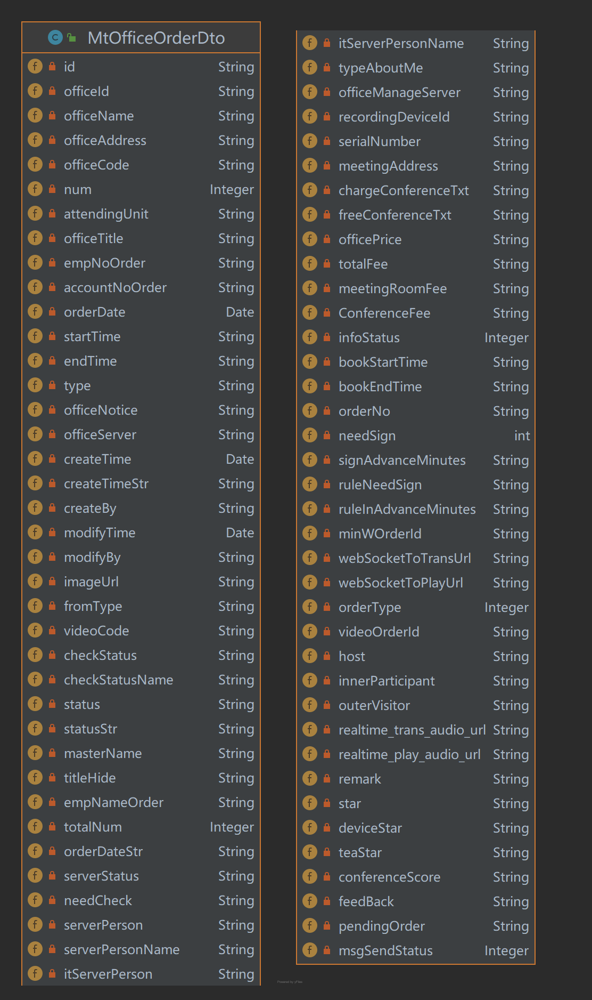 MtOfficeOrderDto
id String
officeId String
officeName String
officeAddress String
officeCode String
num Integer
attendingUnit String
officeTitle String
empNoOrder String
accountNoOrder String
orderDate Date
startTime String
endTime String
type String
officeNotice String
officeServer String
createTime Date
createTimeStr String
createBy String
modifyTime Date
modifyBy String
imageUrl String
fromType String
videoCode String
checkStatus String
checkStatusName String
status String
statusStr String
masterName String
titleHide String
empNameOrder String
totalNum Integer
orderDateStr String
serverStatus String
needCheck String
serverPerson String
serverPersonName String
itServerPerson String
itServerPersonName String
typeAboutMe String
officeManageServer String
recordingDeviceId String
serialNumber String
meetingAddress String
chargeConferenceTxt String
freeConferenceTxt String
officePrice String
totalFee String
meetingRoomFee String
ConferenceFee String
infoStatus Integer
bookStartTime String
bookEndTime String
orderNo String
needSign int
signAdvanceMinutes String
ruleNeedSign String
ruleInAdvanceMinutes String
minWOrderId String
webSocketToTransUrl String
webSocketToPlayUrl String
orderType Integer
videoOrderId String
host String
innerParticipant String
outerVisitor String
realtime_trans_audio_url String
realtime_play_audio_url String
remark String
star String
deviceStar String
teaStar String
conferenceScore String
feedBack String
pendingOrder String
msgSendStatus Integer
Powered by yFiles